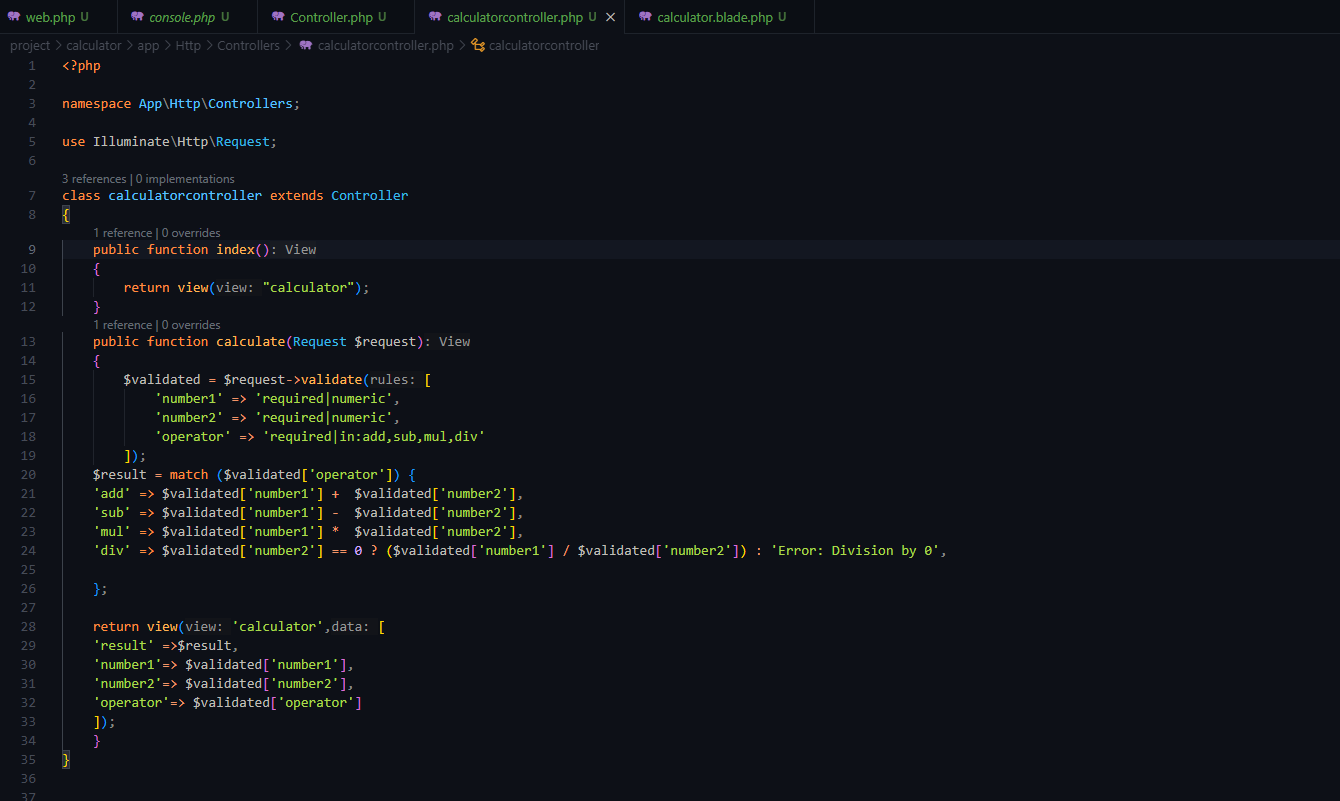 web.php U console.php U Controller.php U calculatorcontroller.php U × calculator.blade.php U
project > calculator > app > Http > Controllers > calculatorcontroller.php > calculatorcontroller
1 <?php
2
3 namespace App\Http\Controllers;
4
5 use Illuminate\Http\Request;
6
3 references | 0 implementations
7 class calculatorcontroller extends Controller
8 {
1 reference | 0 overrides
9 public function index(): View
10 {
11 return view(view: "calculator");
12 }
1 reference | 0 overrides
13 public function calculate(Request $request): View
14 {
15 $validated = $request->validate(rules: [
16 'number1' => 'required|numeric',
17 'number2' => 'required|numeric',
18 'operator' => 'required|in:add,sub,mul,div'
19 ]);
20 $result = match ($validated['operator']) {
21 'add' => $validated['number1'] +  $validated['number2'],
22 'sub' => $validated['number1'] -  $validated['number2'],
23 'mul' => $validated['number1'] *  $validated['number2'],
24 'div' => $validated['number2'] == 0 ? ($validated['number1'] / $validated['number2']) : 'Error: Division by 0',
25
26 };
27
28 return view(view: 'calculator',data: [
29 'result' =>$result,
30 'number1'=> $validated['number1'],
31 'number2'=> $validated['number2'],
32 'operator'=> $validated['operator']
33 ]);
34 }
35 }
36
37